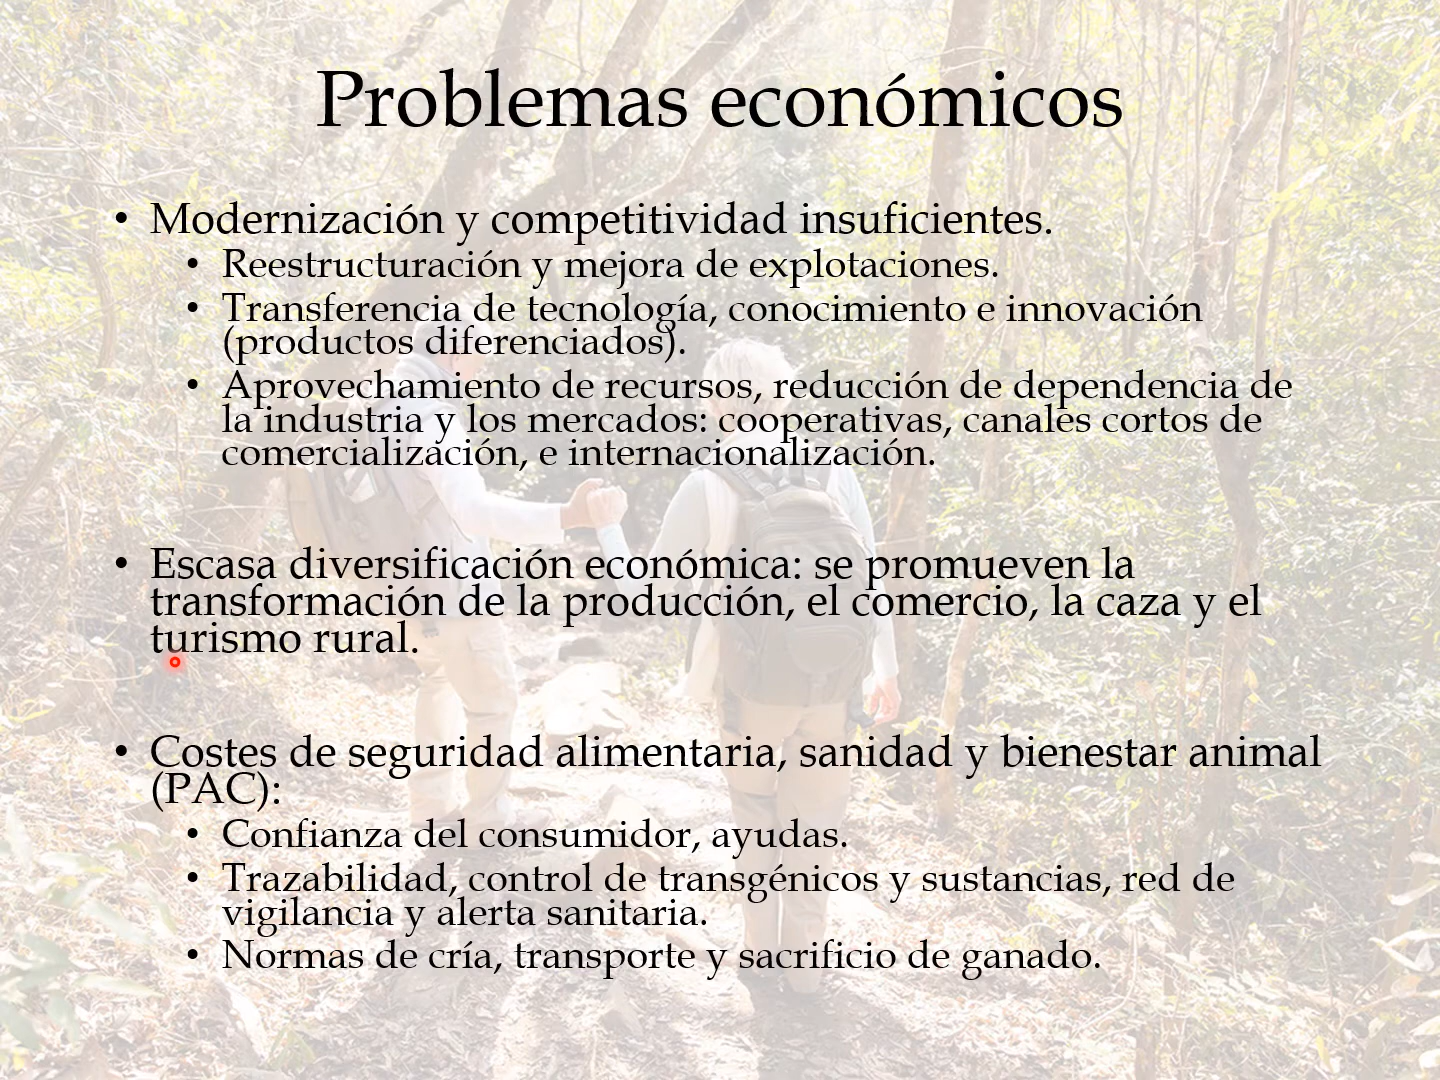 Problemas económicos
• Modernización y competitividad insuficientes.
• Reestructuración y mejora de explotaciones.
• Transferencia de tecnología, conocimiento e innovación
(productos diferenciados).
• Aprovechamiento de recursos, reducción de dependencia de
la industria y los mercados: cooperativas, canales cortos de
comercialización, e internacionalización.
• Escasa diversificación económica: se promueven la
transformación de la producción, el comercio, la caza y el
turismo rural.
• Costes de seguridad alimentaria, sanidad y bienestar animal
(PAC):
• Confianza del consumidor, ayudas.
• Trazabilidad, control de transgénicos y sustancias, red de
vigilancia y alerta sanitaria.
• Normas de cría, transporte y sacrificio de ganado.